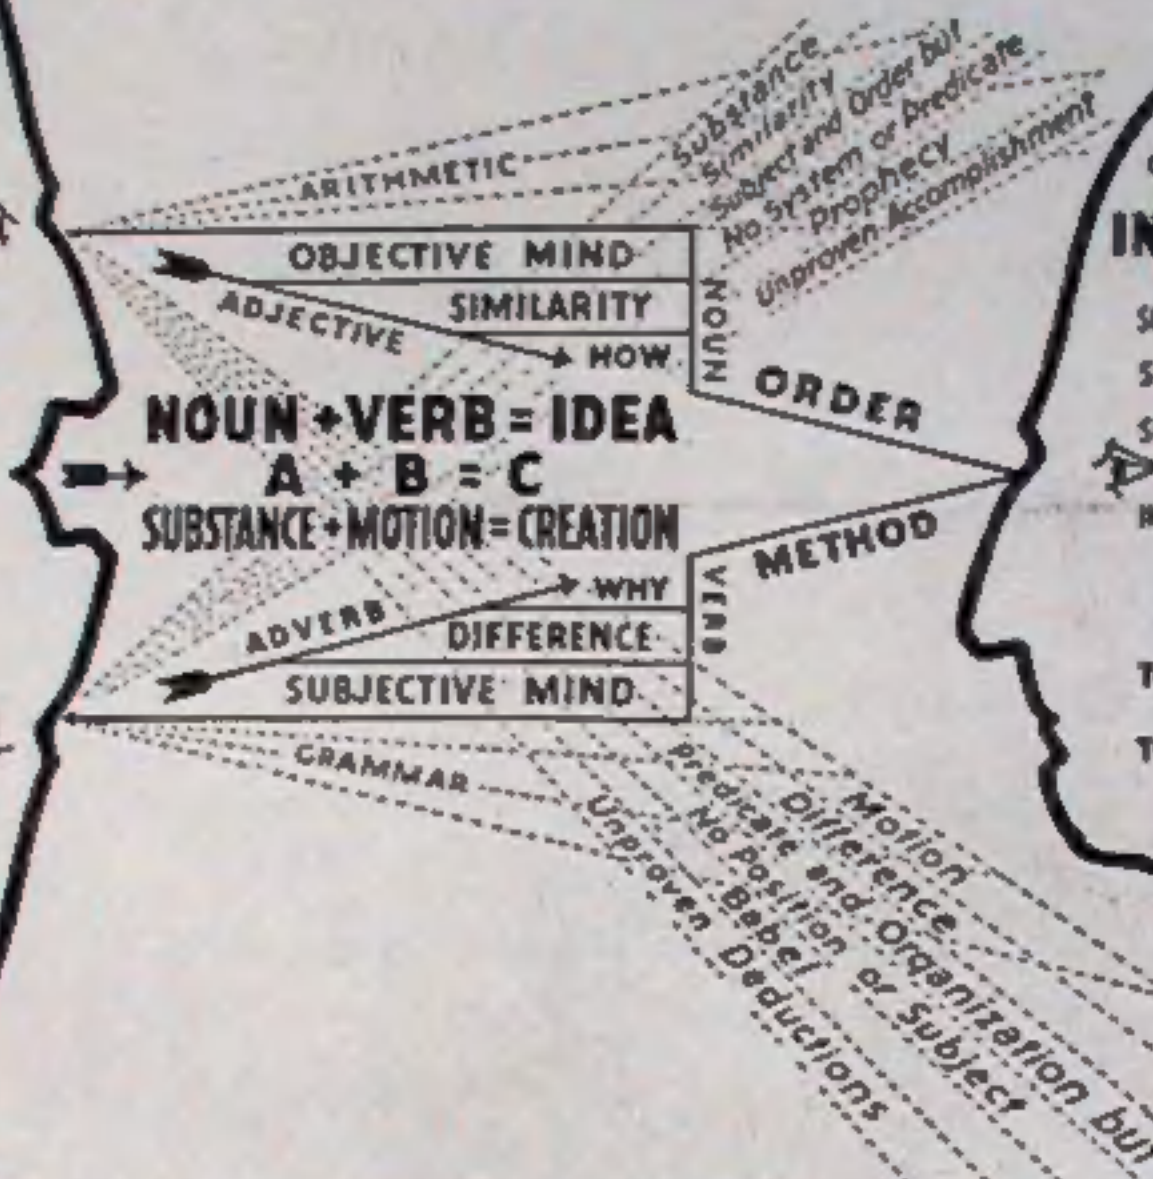 Substance
Similarity
Subject and Order but
No System or Predicate
Prophecy
Unproven Accomplishment
ARITHMETIC
OBJECTIVE MIND
SIMILARITY
ADJECTIVE
HOW
NOUN
ORDER
NOUN + VERB = IDEA
A + B = C
SUBSTANCE + MOTION = CREATION
METHOD
WHY
VERB
ADVERB
DIFFERENCE
SUBJECTIVE MIND
GRAMMAR
Motion
Difference
Predicate and Organization but
No Position or Subject
Babel
Unproven Deductions
IN